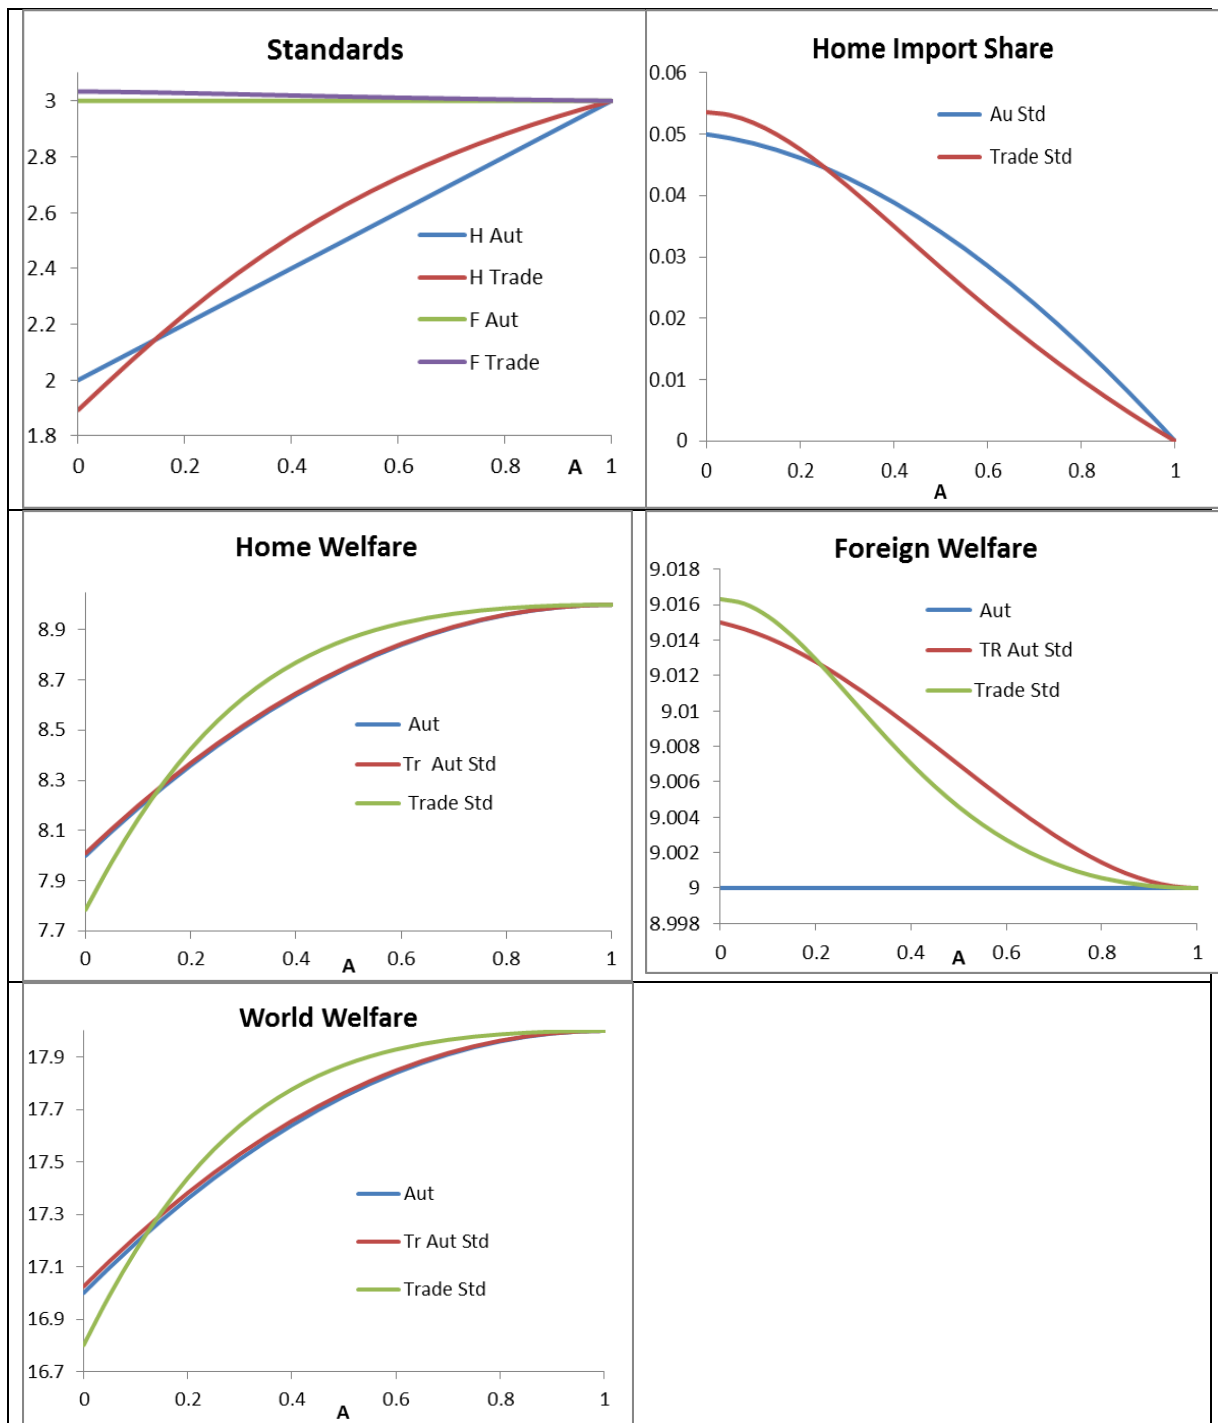 Standards
3
2.8
2.6
2.4
2.2
2
1.8
0 0.2 0.4 0.6 0.8 A 1
H Aut
H Trade
F Aut
F Trade
Home Import Share
0.06
0.05
0.04
0.03
0.02
0.01
0
0 0.2 0.4 0.6 0.8 1
A
Au Std
Trade Std
Home Welfare
8.9
8.7
8.5
8.3
8.1
7.9
7.7
0 0.2 0.4 0.6 0.8 1
A
Aut
Tr Aut Std
Trade Std
Foreign Welfare
9.018
9.016
9.014
9.012
9.01
9.008
9.006
9.004
9.002
9
8.998
0 0.2 0.4 0.6 0.8 1
A
Aut
TR Aut Std
Trade Std
World Welfare
17.9
17.7
17.5
17.3
17.1
16.9
16.7
0 0.2 0.4 0.6 0.8 1
A
Aut
Tr Aut Std
Trade Std